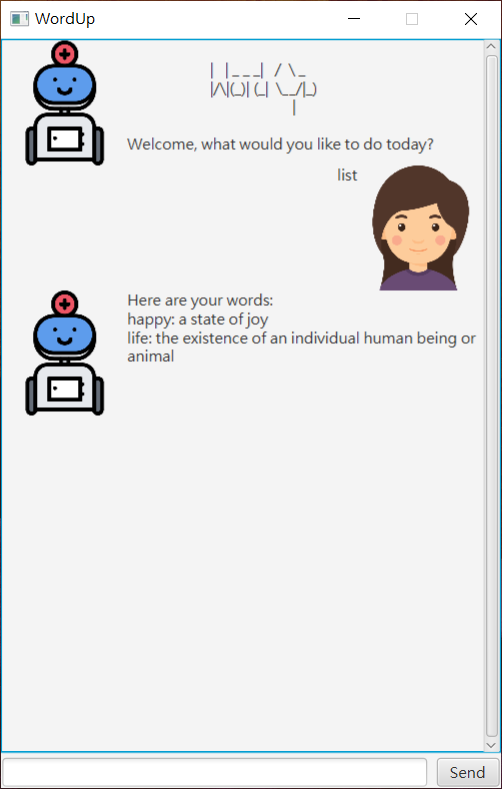 WordUp
|   | _ _ _|   /  \ _
|/\|(_)| (_|  \__/|_)
|
Welcome, what would you like to do today?
list
Here are your words:
happy: a state of joy
life: the existence of an individual human being or
animal
Send